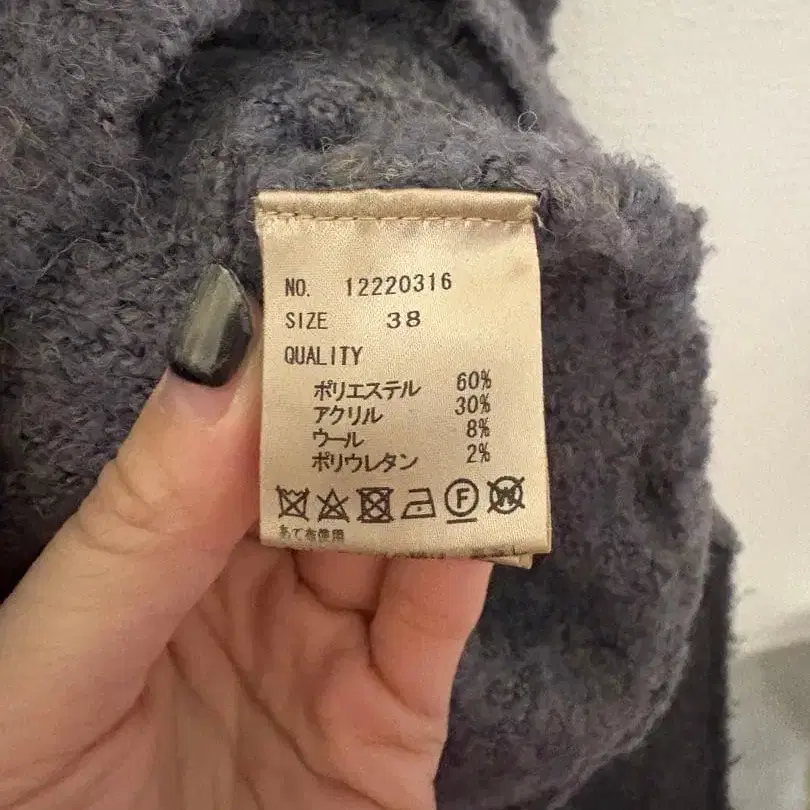 NO. 12220316
SIZE 38
QUALITY
ポリエステル 60%
アクリル 30%
ウール 8%
ポリウレタン 2%
F W
あて布使用